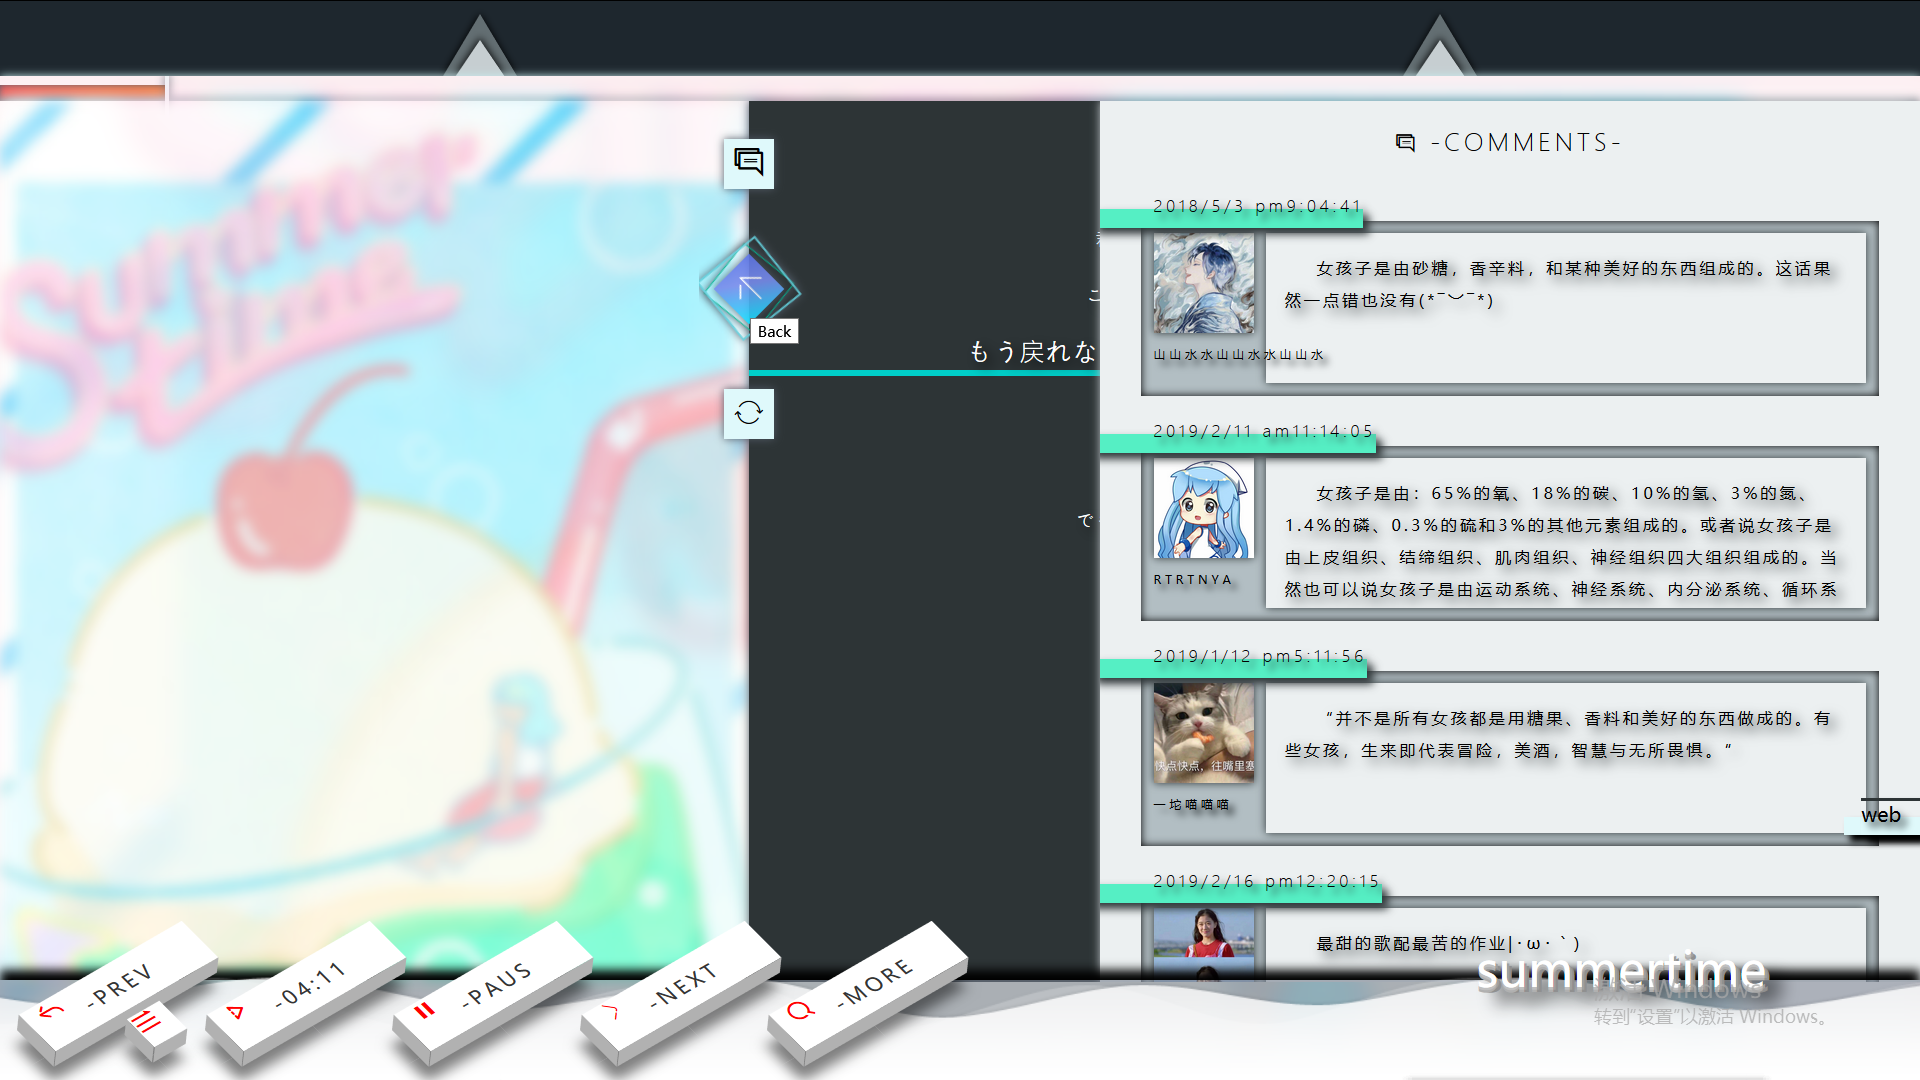 Summer
time
Back
もう戻れな
こ
で
-COMMENTS-
2018/5/3 pm9:04:41
女孩子是由砂糖，香辛料，和某种美好的东西组成的。这话果
然一点错也没有(*￣︶￣*)
山山水水山山水水山山水
2019/2/11 am11:14:05
女孩子是由：65%的氧、18%的碳、10%的氢、3%的氮、
1.4%的磷、0.3%的硫和3%的其他元素组成的。或者说女孩子是
由上皮组织、结缔组织、肌肉组织、神经组织四大组织组成的。当
然也可以说女孩子是由运动系统、神经系统、内分泌系统、循环系
RTRTNYA
2019/1/12 pm5:11:56
“并不是所有女孩都是用糖果、香料和美好的东西做成的。有
些女孩，生来即代表冒险，美酒，智慧与无所畏惧。“
快点快点，往嘴里塞
一坨喵喵喵
web
2019/2/16 pm12:20:15
最甜的歌配最苦的作业|·ω·`)
summertime
激活 Windows
转到"设置"以激活 Windows。
-PREV
-04:11
-PAUS
-NEXT
-MORE